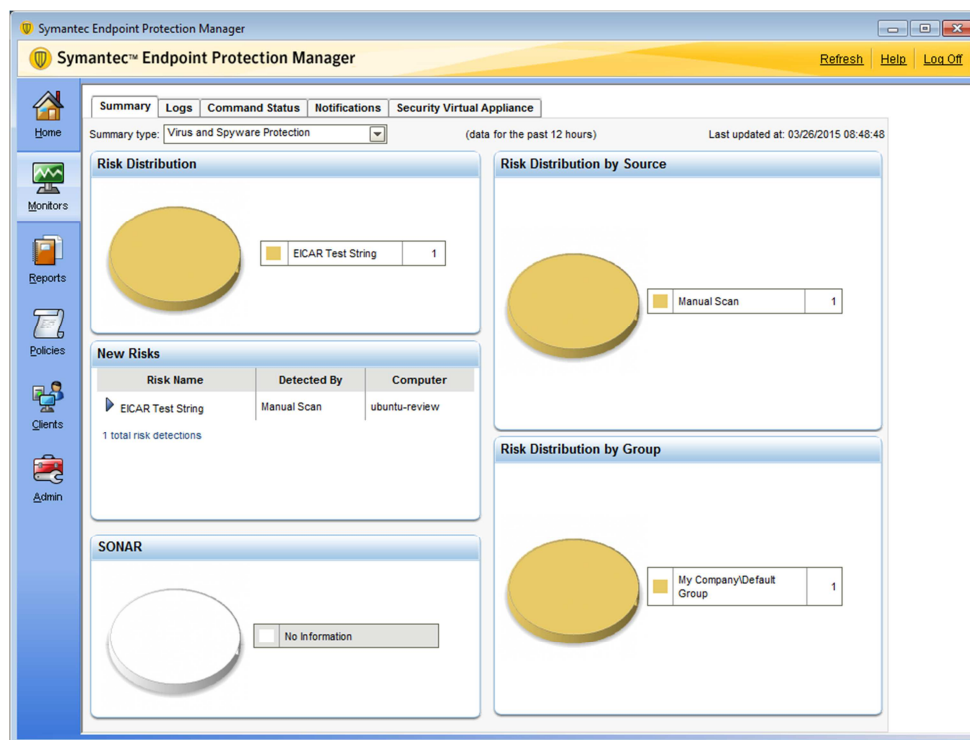 Symantec Endpoint Protection Manager
Symantec™ Endpoint Protection Manager
Refresh Help Log Off
Home
Monitors
Reports
Policies
Clients
Admin
Summary Logs Command Status Notifications Security Virtual Appliance
Summary type: Virus and Spyware Protection (data for the past 12 hours) Last updated at: 03/26/2015 08:48:48
Risk Distribution
EICAR Test String 1
New Risks
Risk Name Detected By Computer
EICAR Test String Manual Scan ubuntu-review
1 total risk detections
SONAR
No Information
Risk Distribution by Source
Manual Scan 1
Risk Distribution by Group
My Company\Default
Group 1